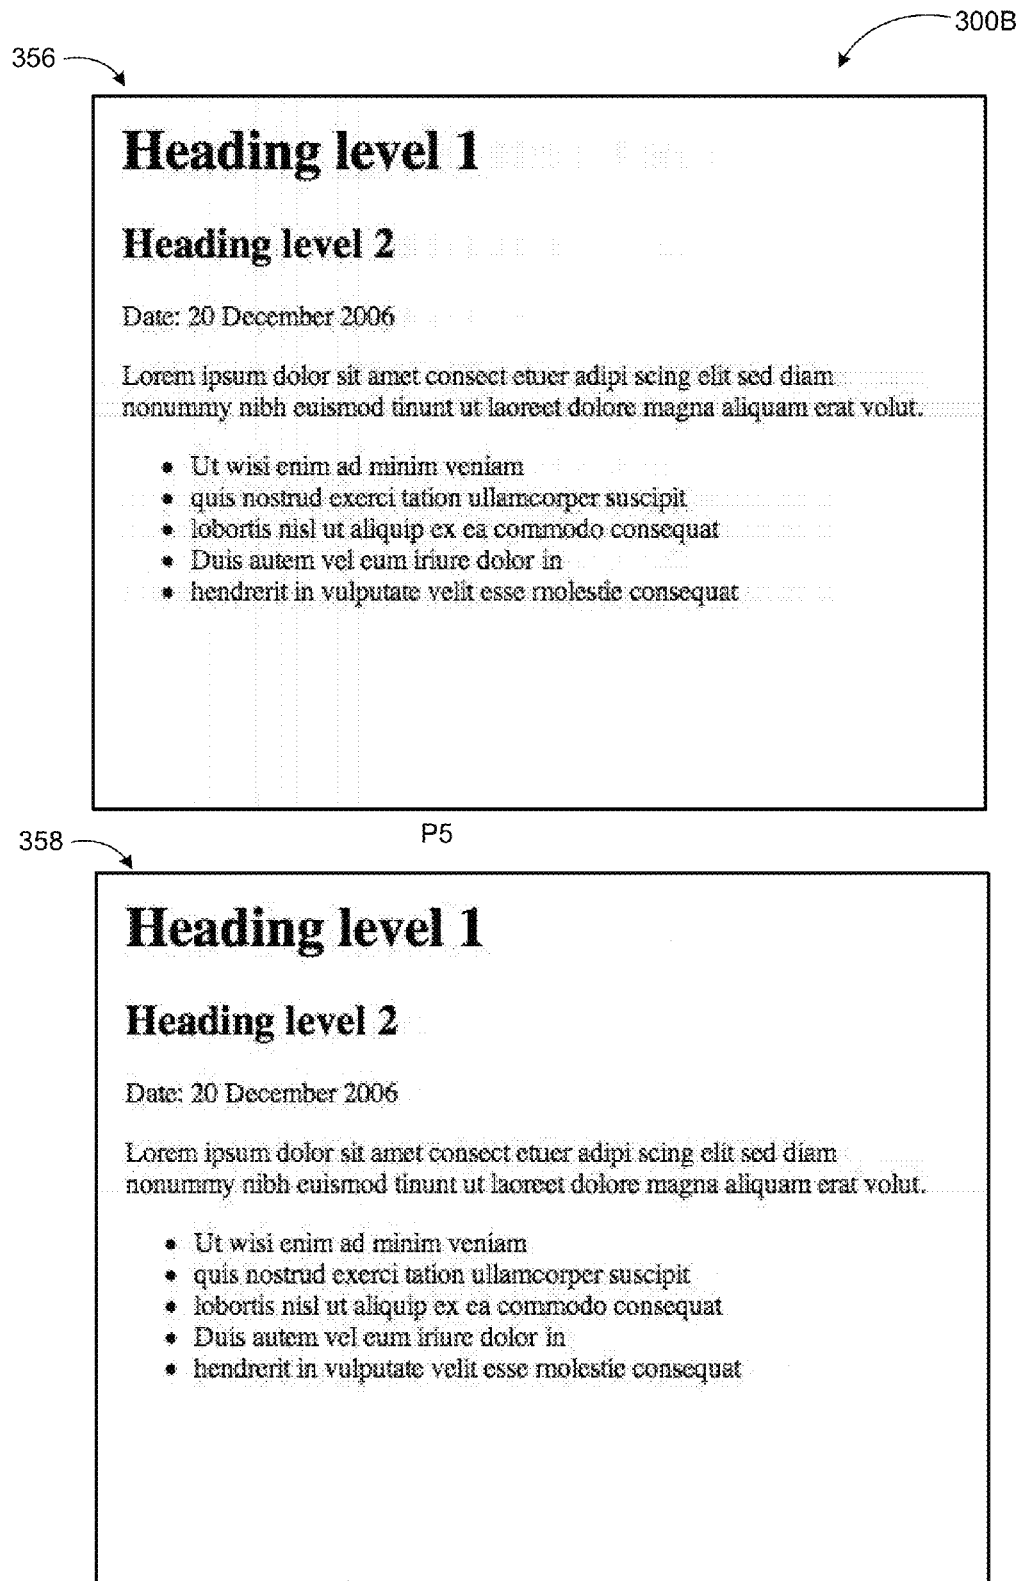 300B
356
Heading level 1
Heading level 2
Date: 20 December 2006
Lorem ipsum dolor sit amet consect etuer adipi scing elit sed diam
nonummy nibh euismod tinunt ut laoreet dolore magna aliquam erat volut.
• Ut wisi enim ad minim veniam
• quis nostrud exerci tation ullamcorper suscipit
• lobortis nisl ut aliquip ex ea commodo consequat
• Duis autem vel eum iriure dolor in
• hendrerit in vulputate velit esse molestie consequat
P5
358
Heading level 1
Heading level 2
Date: 20 December 2006
Lorem ipsum dolor sit amet consect etuer adipi scing elit sed diam
nonummy nibh euismod tinunt ut laoreet dolore magna aliquam erat volut.
• Ut wisi enim ad minim veniam
• quis nostrud exerci tation ullamcorper suscipit
• lobortis nisl ut aliquip ex ea commodo consequat
• Duis autem vel eum iriure dolor in
• hendrerit in vulputate velit esse molestie consequat